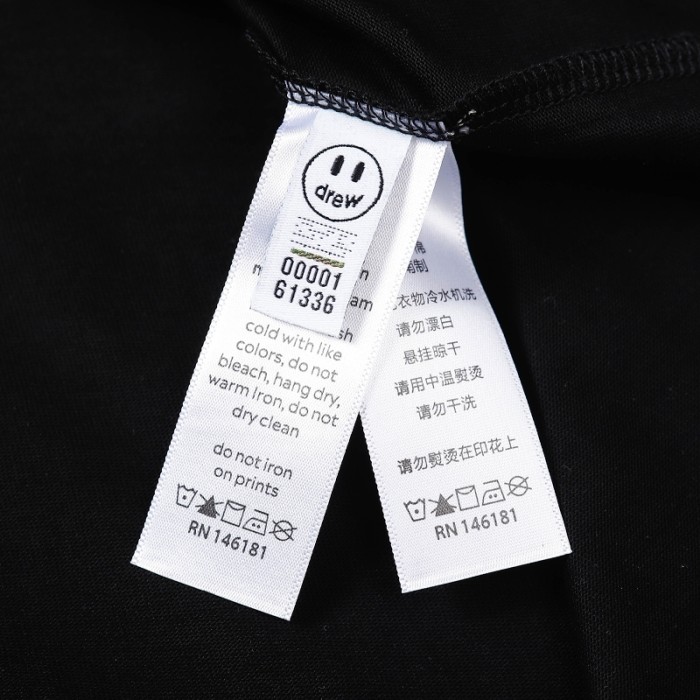 drew
00001
61336
cold with like
colors, do not
bleach, hang dry,
warm iron, do not
dry clean
do not iron
on prints
RN 146181
衣物冷水机洗
请勿漂白
悬挂晾干
请用中温熨烫
请勿干洗
请勿熨烫在印花上
RN 146181